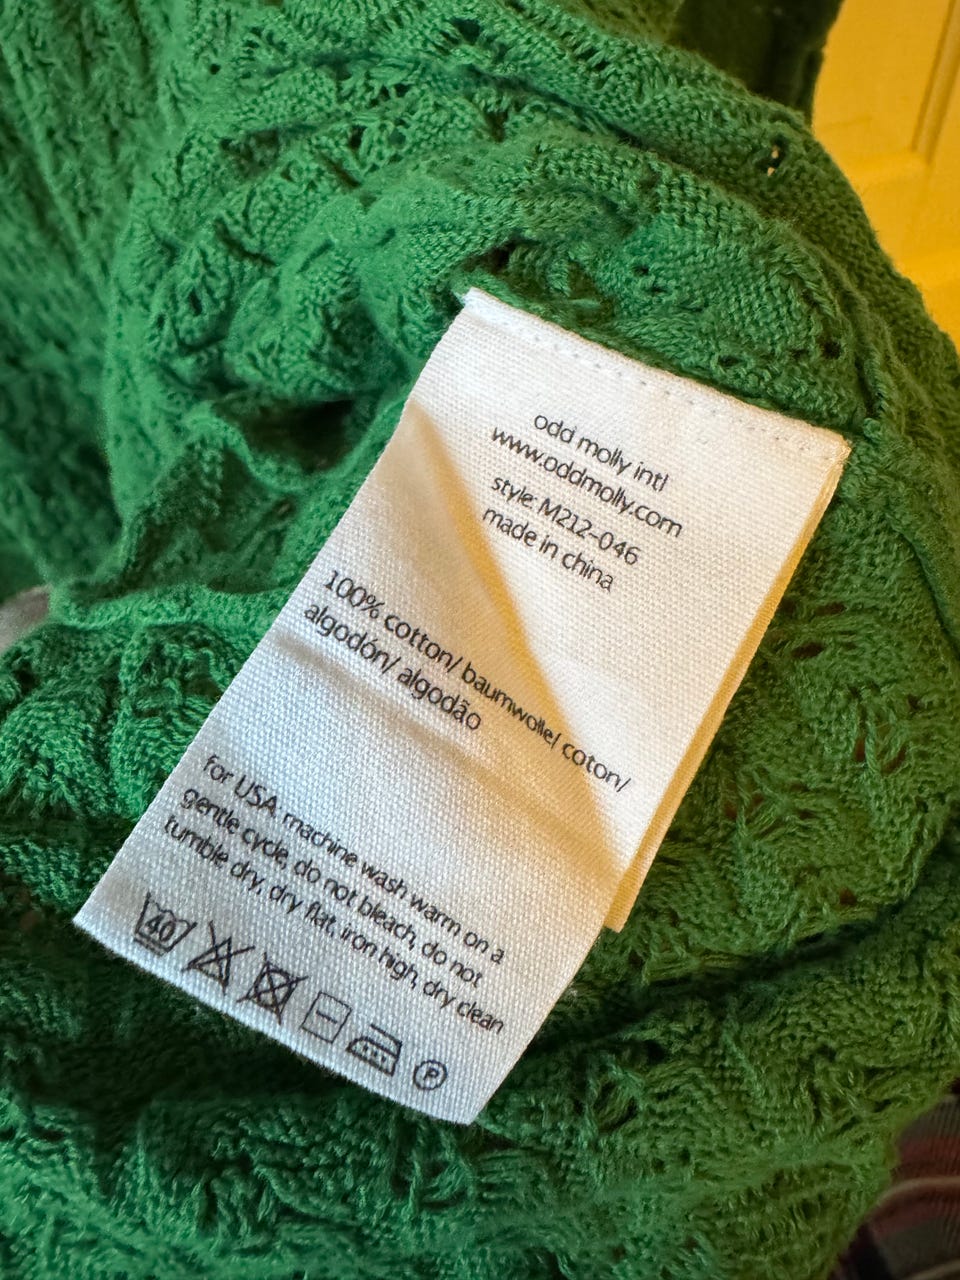 odd molly intl
www.oddmolly.com
style: M212-046
made in china
100% cotton/ baumwolle/ coton/
algodón/ algodão
for USA: machine wash warm on a
gentle cycle, do not bleach, do not
tumble dry, dry flat, iron high, dry clean
40
P